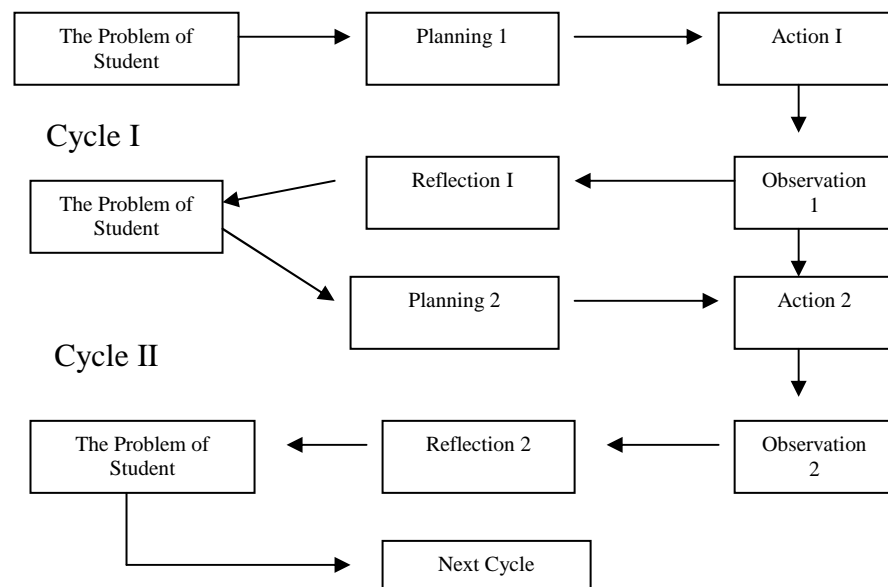 The Problem of
Student
Planning 1
Action I
Cycle I
The Problem of
Student
Reflection I
Observation
1
Planning 2
Action 2
Cycle II
The Problem of
Student
Reflection 2
Observation
2
Next Cycle